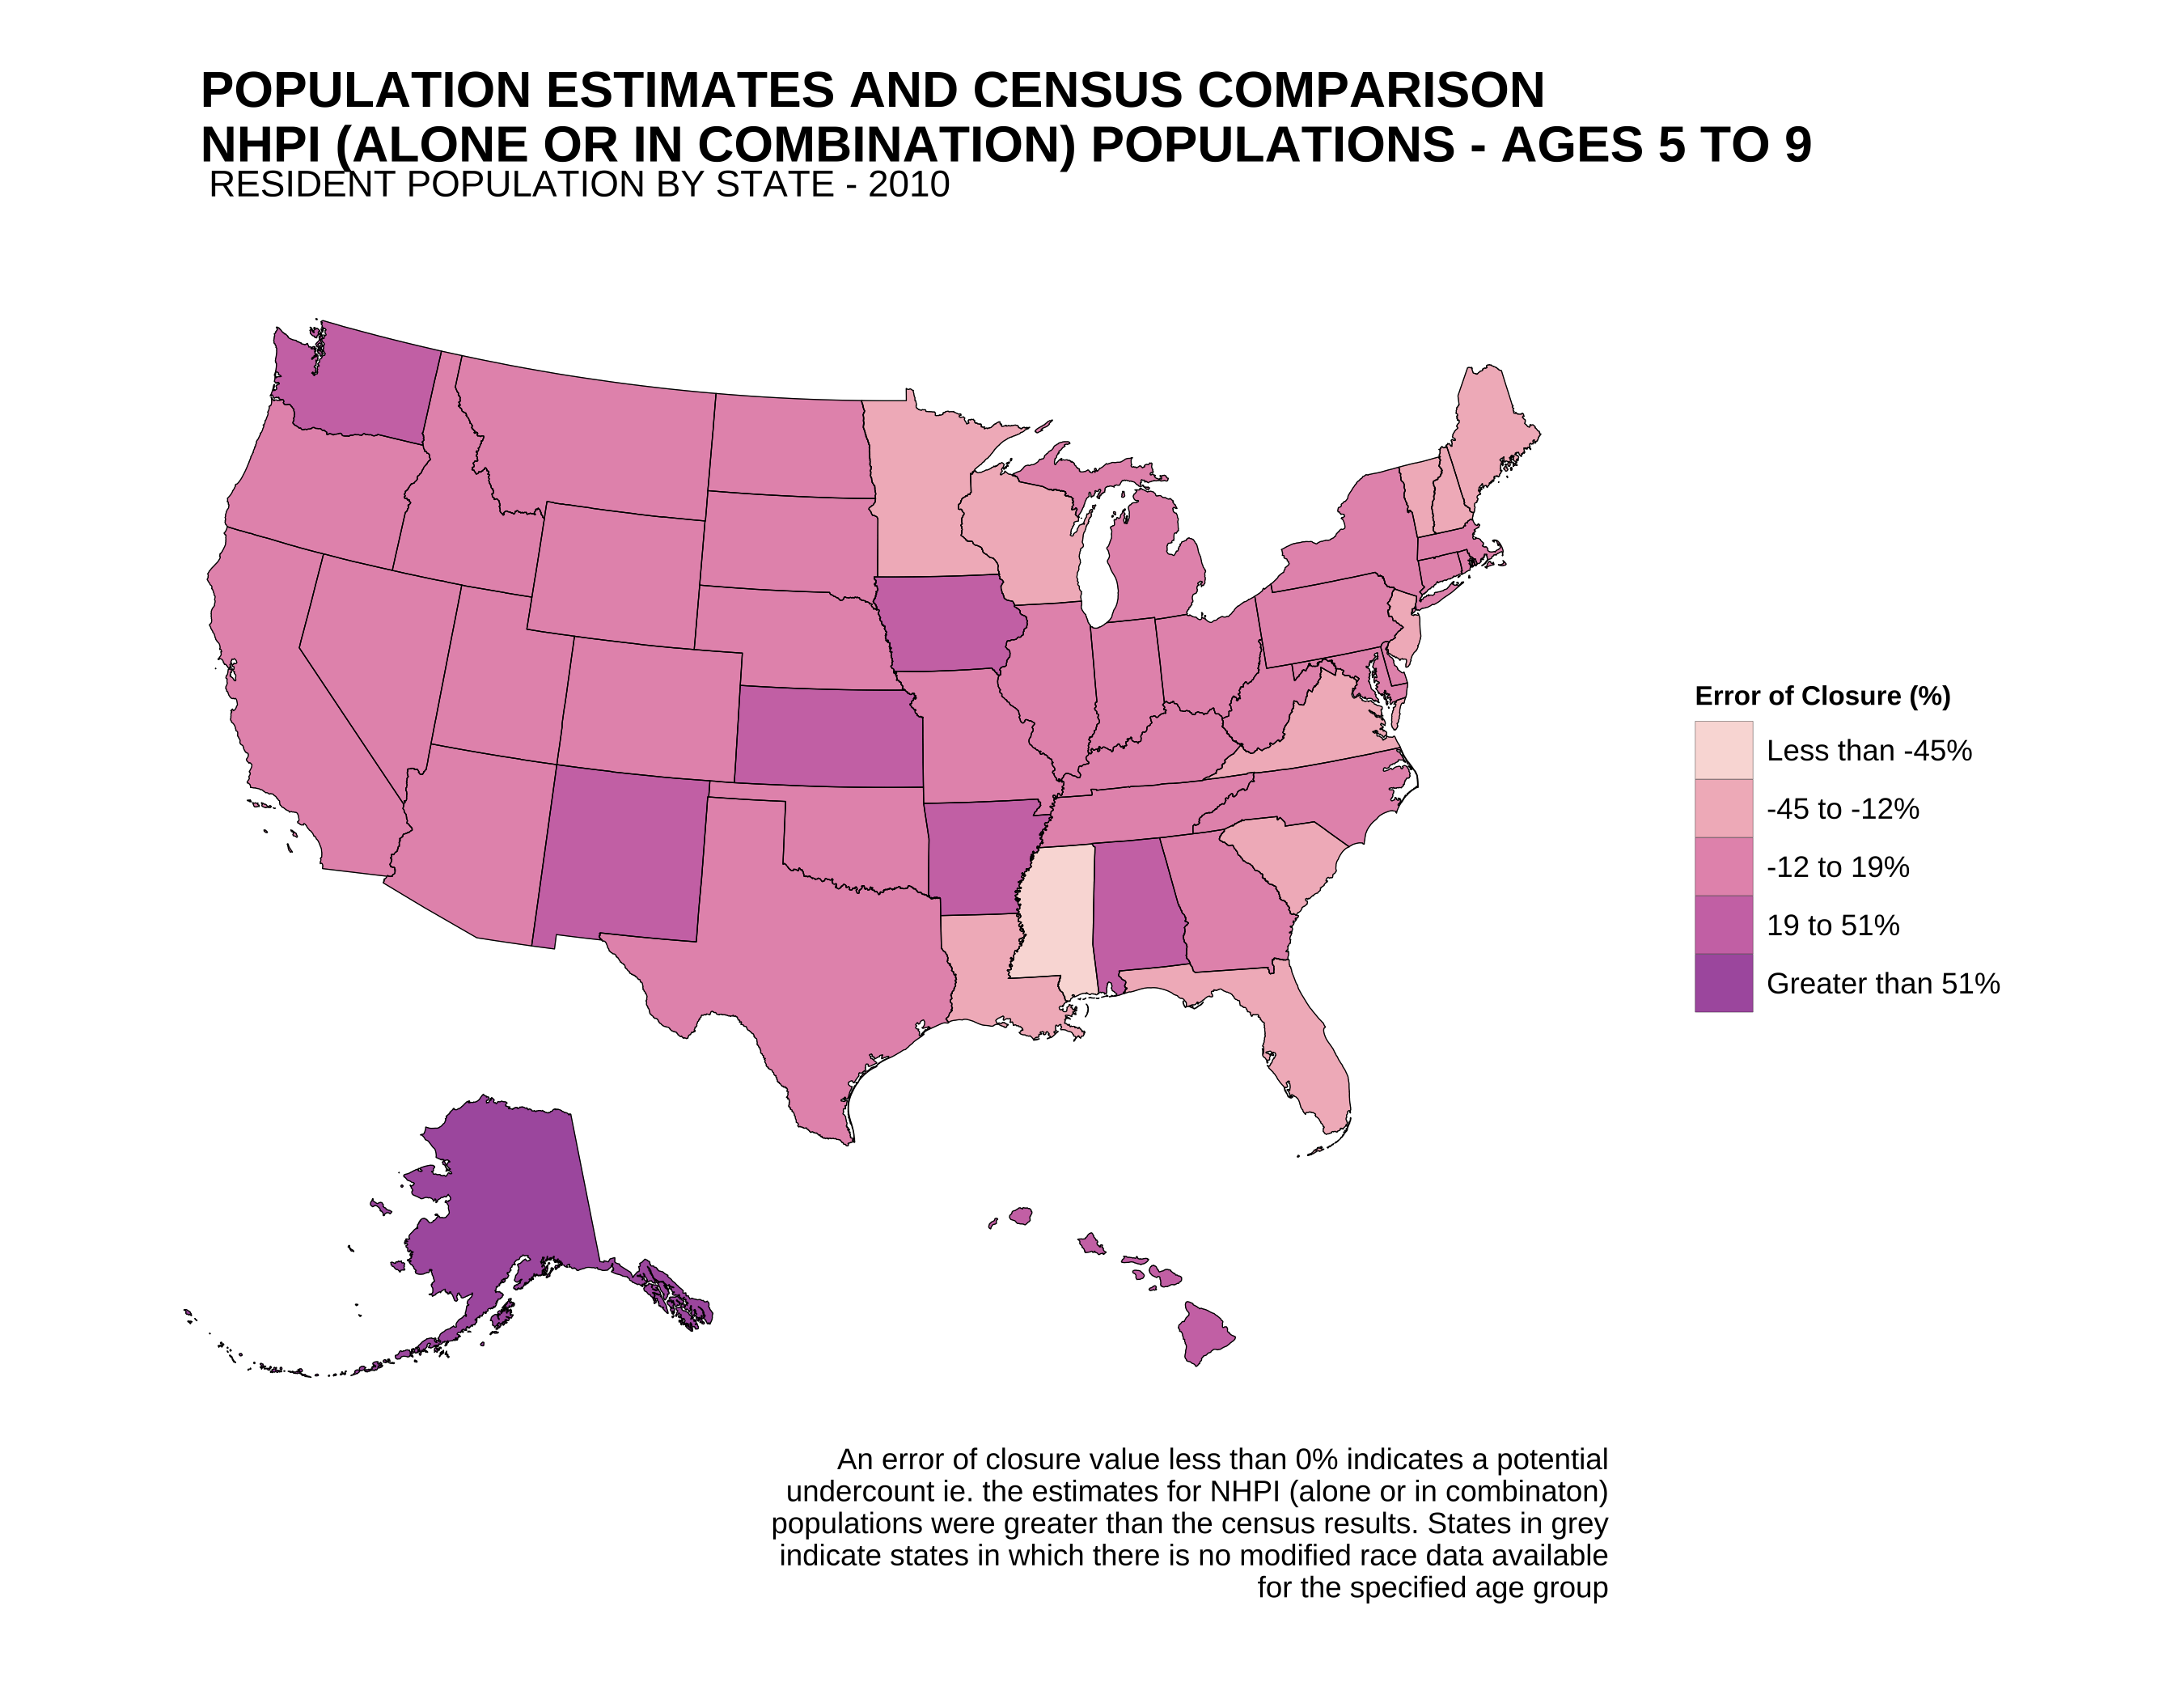 POPULATION ESTIMATES AND CENSUS COMPARISON
NHPI (ALONE OR IN COMBINATION) POPULATIONS - AGES 5 TO 9
RESIDENT POPULATION BY STATE - 2010
Error of Closure (%)
Less than -45%
-45 to -12%
-12 to 19%
19 to 51%
Greater than 51%
An error of closure value less than 0% indicates a potential
undercount ie. the estimates for NHPI (alone or in combinaton)
populations were greater than the census results. States in grey
indicate states in which there is no modified race data available
for the specified age group